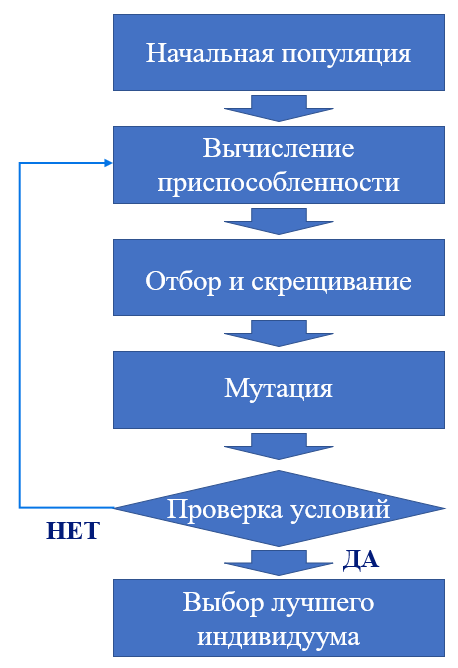 Начальная популяция
Вычисление
приспособленности
Отбор и скрещивание
Мутация
Проверка условий
НЕТ
ДА
Выбор лучшего
индивидуума